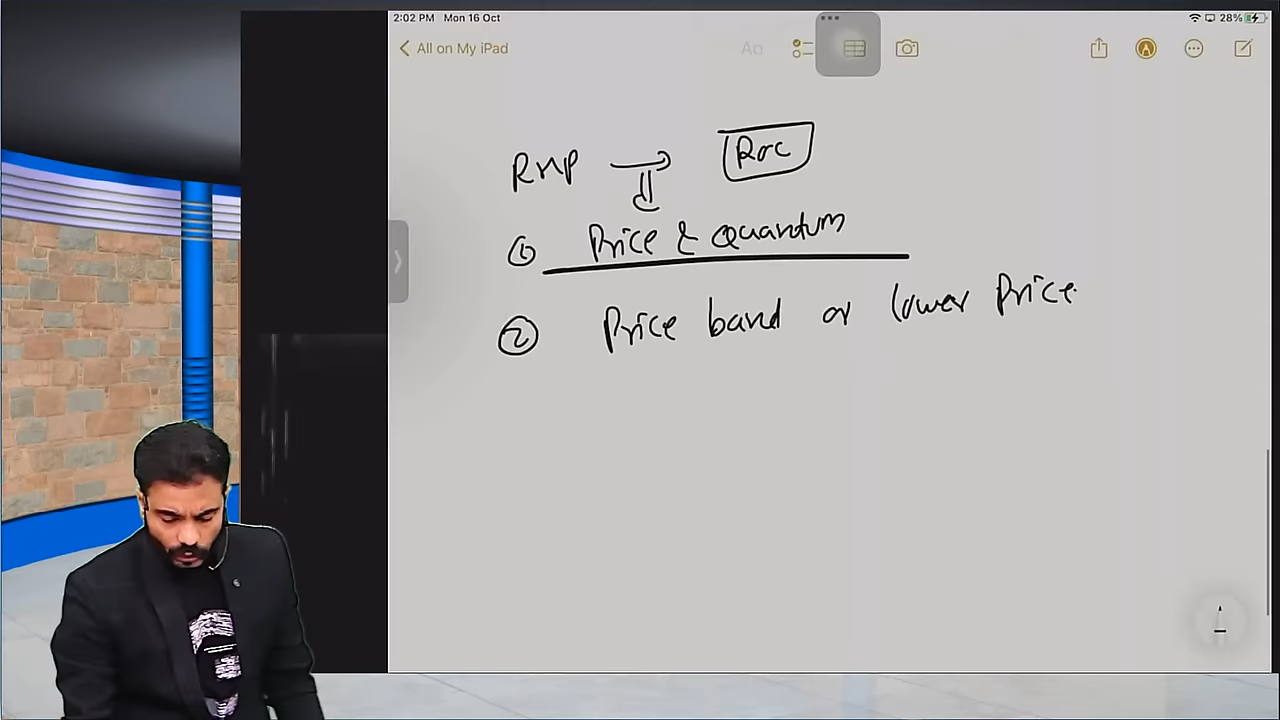 2:02 PM Mon 16 Oct 28%
All on My iPad Aa
RHP → ROC
① Price & Quantum
② Price band or lower Price